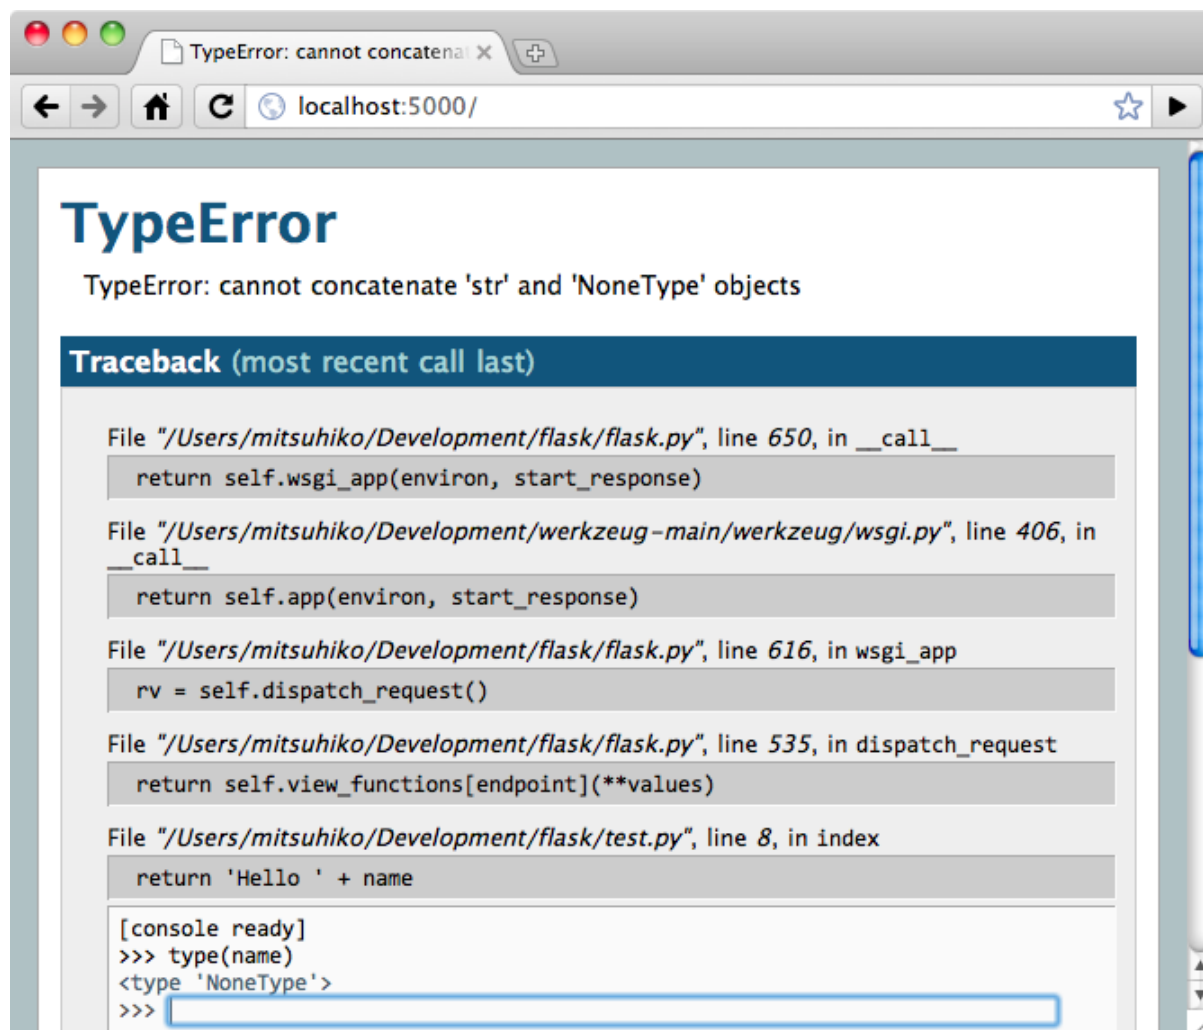 TypeError: cannot concatenat
localhost:5000/
TypeError
TypeError: cannot concatenate 'str' and 'NoneType' objects
Traceback (most recent call last)
File "/Users/mitsuhiko/Development/flask/flask.py", line 650, in __call__
return self.wsgi_app(environ, start_response)
File "/Users/mitsuhiko/Development/werkzeug-main/werkzeug/wsgi.py", line 406, in
__call__
return self.app(environ, start_response)
File "/Users/mitsuhiko/Development/flask/flask.py", line 616, in wsgi_app
rv = self.dispatch_request()
File "/Users/mitsuhiko/Development/flask/flask.py", line 535, in dispatch_request
return self.view_functions[endpoint](**values)
File "/Users/mitsuhiko/Development/flask/test.py", line 8, in index
return 'Hello ' + name
[console ready]
>>> type(name)
<type 'NoneType'>
>>>